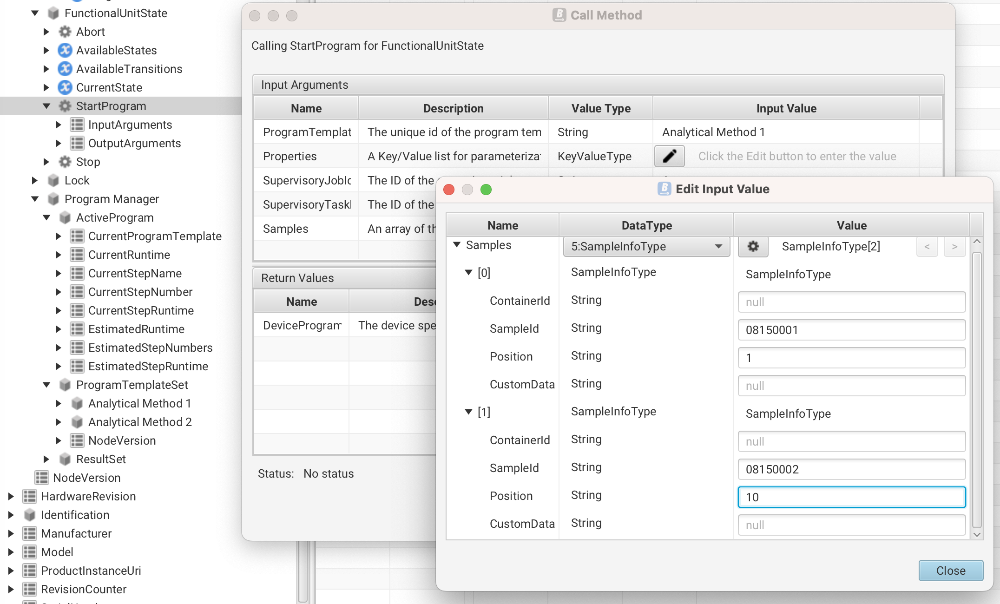 FunctionalUnitState
Abort
AvailableStates
AvailableTransitions
CurrentState
StartProgram
InputArguments
OutputArguments
Stop
Lock
Program Manager
ActiveProgram
CurrentProgramTemplate
CurrentRuntime
CurrentStepName
CurrentStepNumber
CurrentStepRuntime
EstimatedRuntime
EstimatedStepNumbers
EstimatedStepRuntime
ProgramTemplateSet
Analytical Method 1
Analytical Method 2
NodeVersion
ResultSet
NodeVersion
HardwareRevision
Identification
Manufacturer
Model
ProductInstanceUri
RevisionCounter
Call Method
Calling StartProgram for FunctionalUnitState
Input Arguments
Name Description Value Type Input Value
ProgramTemplat The unique id of the program tem String Analytical Method 1
Properties A Key/Value list for parameteriza KeyValueType Click the Edit button to enter the value
SupervisoryJobId The ID of the
SupervisoryTask The ID of the
Samples An array of th
Return Values
Name Desc
DeviceProgram The device spe
Status: No status
Edit Input Value
Name DataType Value
Samples 5:SampleInfoType SampleInfoType[2] < >
[0] SampleInfoType SampleInfoType
ContainerId String null
SampleId String 08150001
Position String 1
CustomData String null
[1] SampleInfoType SampleInfoType
ContainerId String null
SampleId String 08150002
Position String 10
CustomData String null
Close